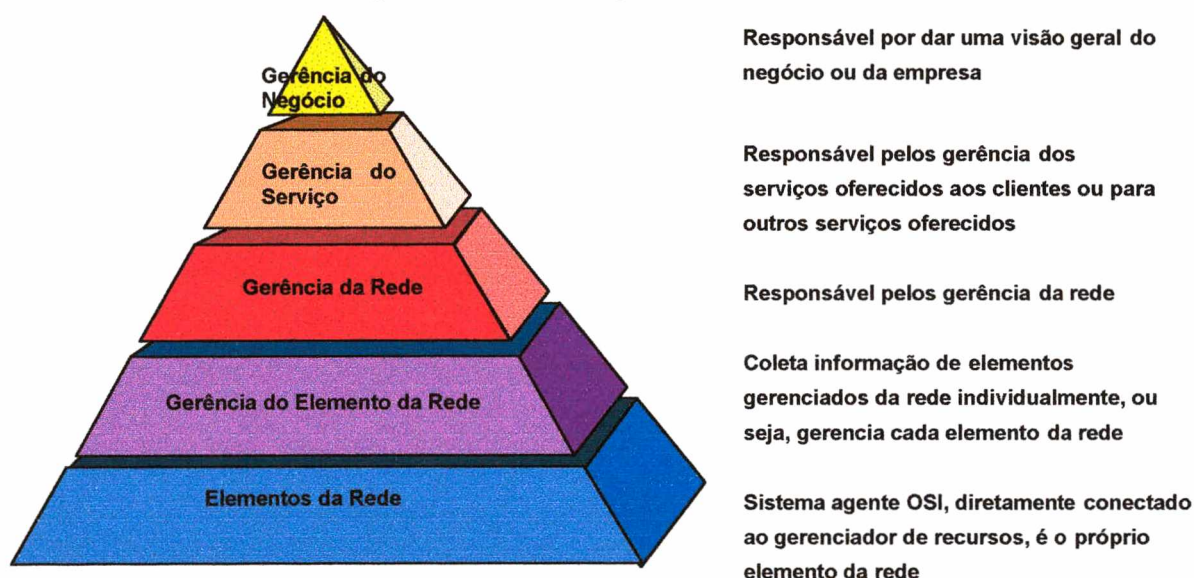 Gerência do
Negócio
Responsável por dar uma visão geral do
negócio ou da empresa
Gerência do
Serviço
Responsável pelos gerência dos
serviços oferecidos aos clientes ou para
outros serviços oferecidos
Gerência da Rede
Responsável pelos gerência da rede
Gerência do Elemento da Rede
Coleta informação de elementos
gerenciados da rede individualmente, ou
seja, gerencia cada elemento da rede
Elementos da Rede
Sistema agente OSI, diretamente conectado
ao gerenciador de recursos, é o próprio
elemento da rede